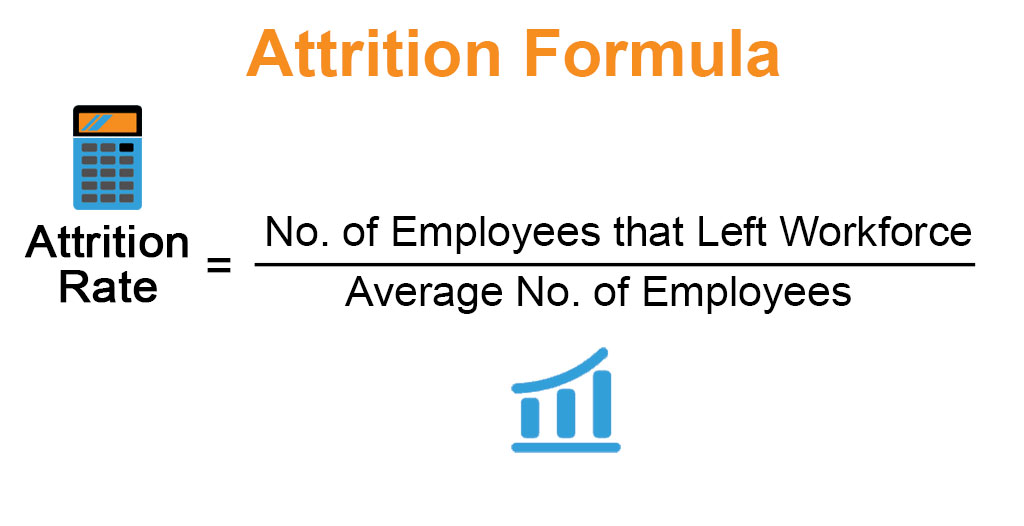 Attrition Formula
Attrition
Rate
=
No. of Employees that Left Workforce
Average No. of Employees